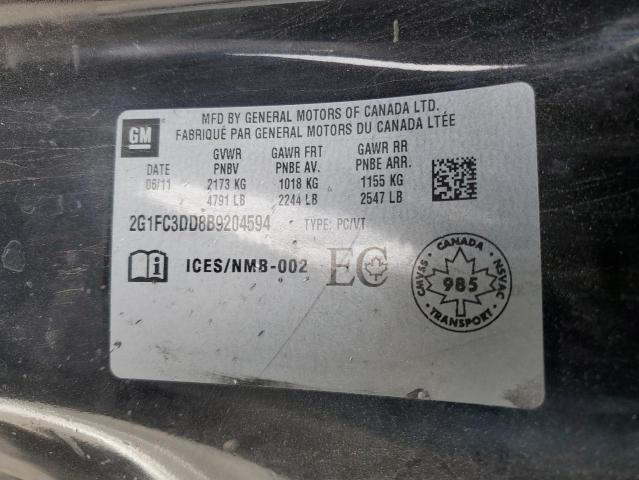 GM
MFD BY GENERAL MOTORS OF CANADA LTD.
FABRIQUÉ PAR GENERAL MOTORS DU CANADA LTÉE
DATE GVWR PNBV GAWR FRT PNBE AV. GAWR RR PNBE ARR.
06/11 2173 KG 1018 KG 1155 KG
4791 LB 2244 LB 2547 LB
2G1FC3DD8B9204594 TYPE: PC/VT
i ICES/NMB-002 EC
CANADA
CMVSS 985 NSVAC
TRANSPORT